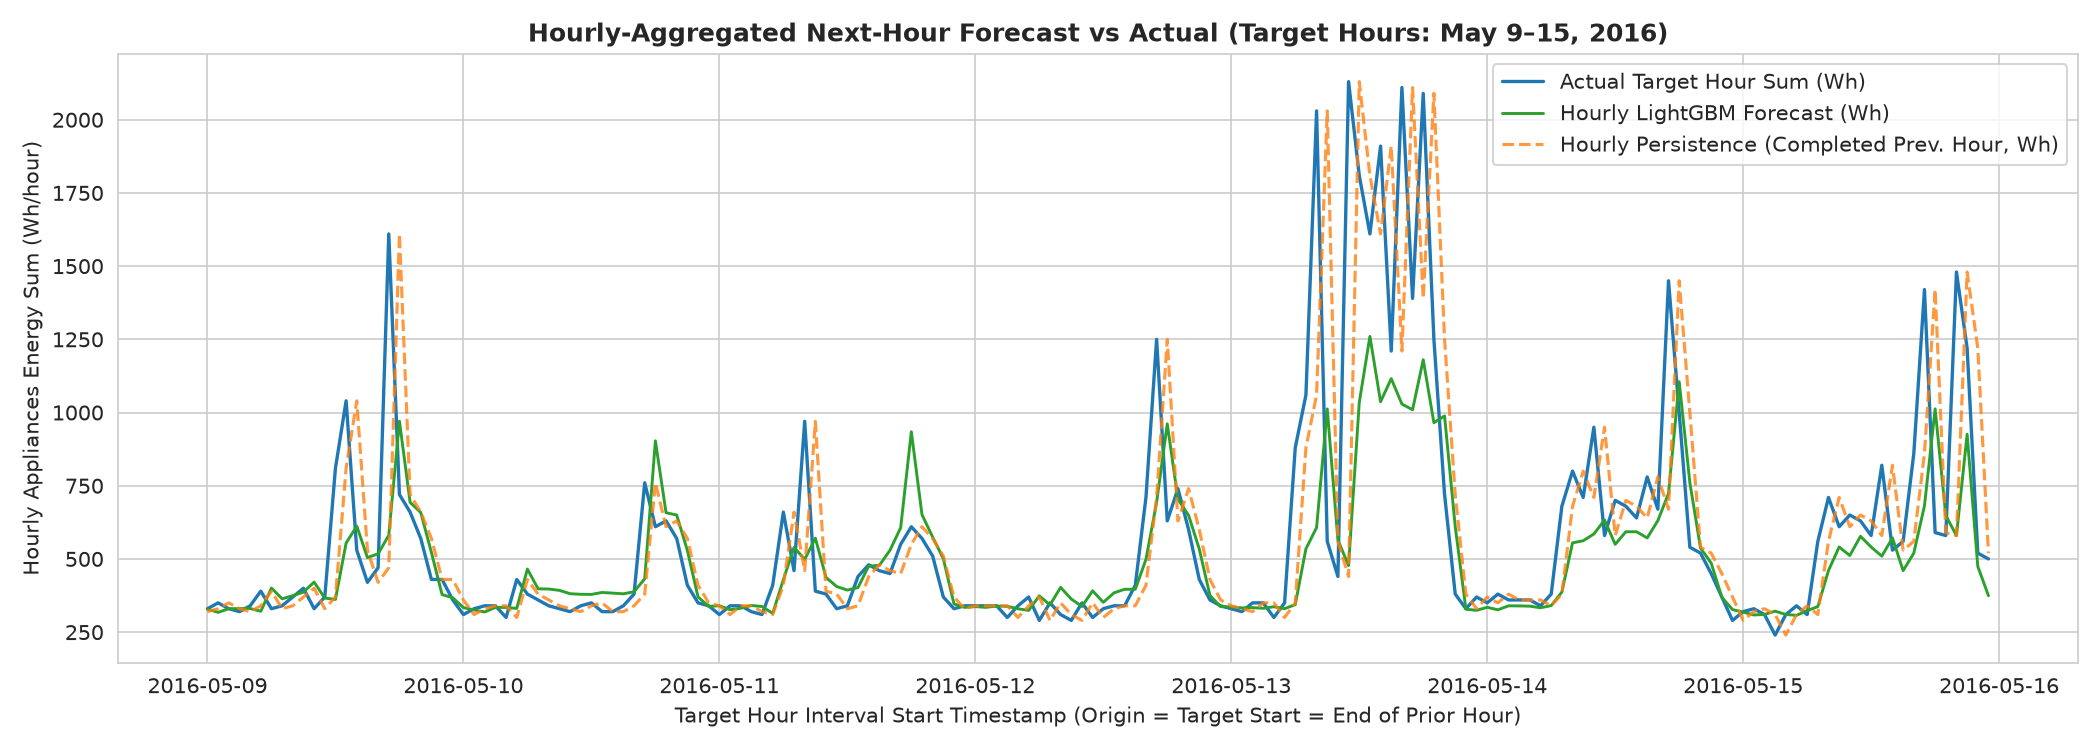 Hourly-Aggregated Next-Hour Forecast vs Actual (Target Hours: May 9–15, 2016)
Actual Target Hour Sum (Wh)
Hourly LightGBM Forecast (Wh)
Hourly Persistence (Completed Prev. Hour, Wh)
Hourly Appliances Energy Sum (Wh/hour)
2000
1750
1500
1250
1000
750
500
250
2016-05-09
2016-05-10
2016-05-11
2016-05-12
2016-05-13
2016-05-14
2016-05-15
2016-05-16
Target Hour Interval Start Timestamp (Origin = Target Start = End of Prior Hour)